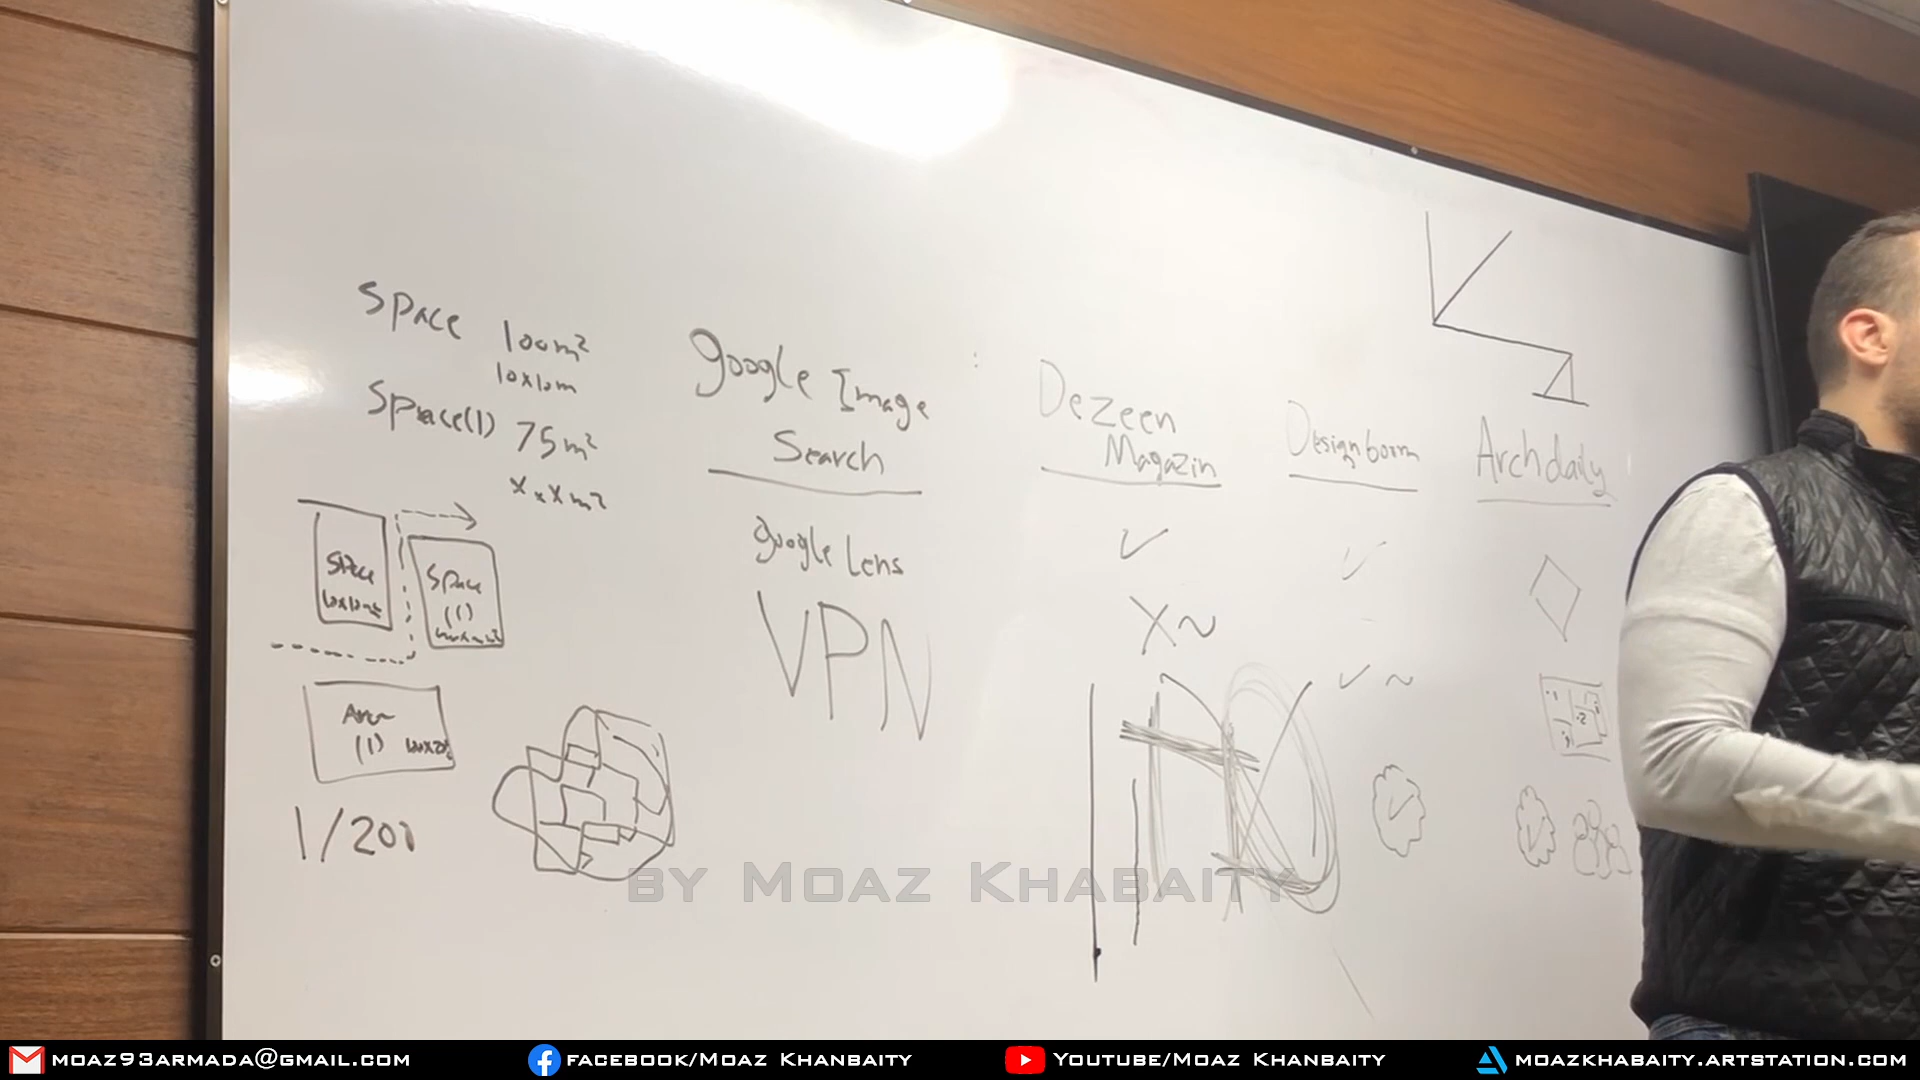 Space 100m²
10x10m
Space(1) 75m²
x x x m²
google Image
Search
google Lens
VPN
Dezeen
Magazin
✓
X~
Designboom
✓
✓ ~
Archdaily
Space
10x10m
Space
(1)
(1)
1/200
by Moaz Khabaity
moaz93armada@gmail.com
facebook/Moaz Khanbaity
Youtube/Moaz Khanbaity
moazkhabaity.artstation.com